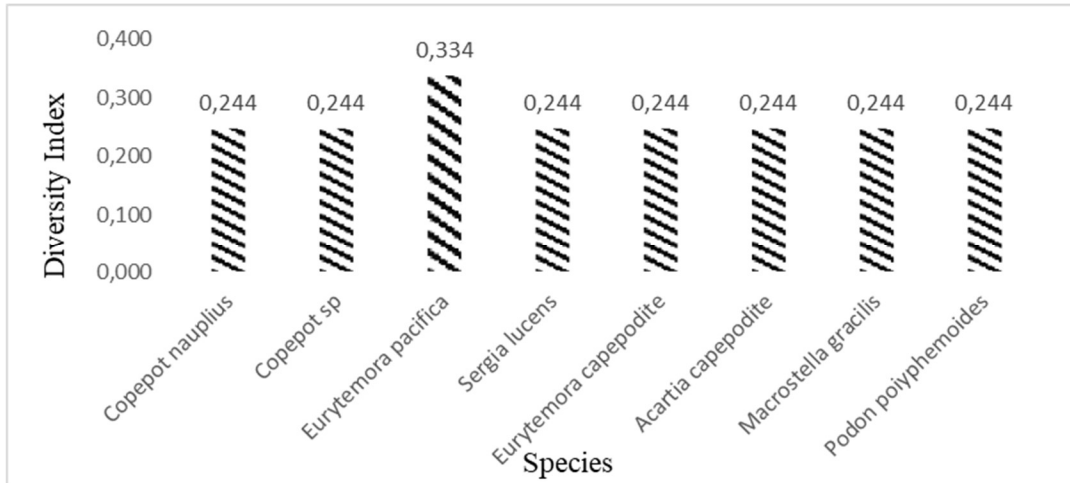 0,400
0,300
0,200
0,100
0,000
Diversity Index
0,244
0,244
0,334
0,244
0,244
0,244
0,244
0,244
Copepot nauplius
Copepot sp
Eurytemora pacifica
Sergia lucens
Eurytemora capepodite
Acartia capepodite
Macrostella gracilis
Podon poiyphemoides
Species